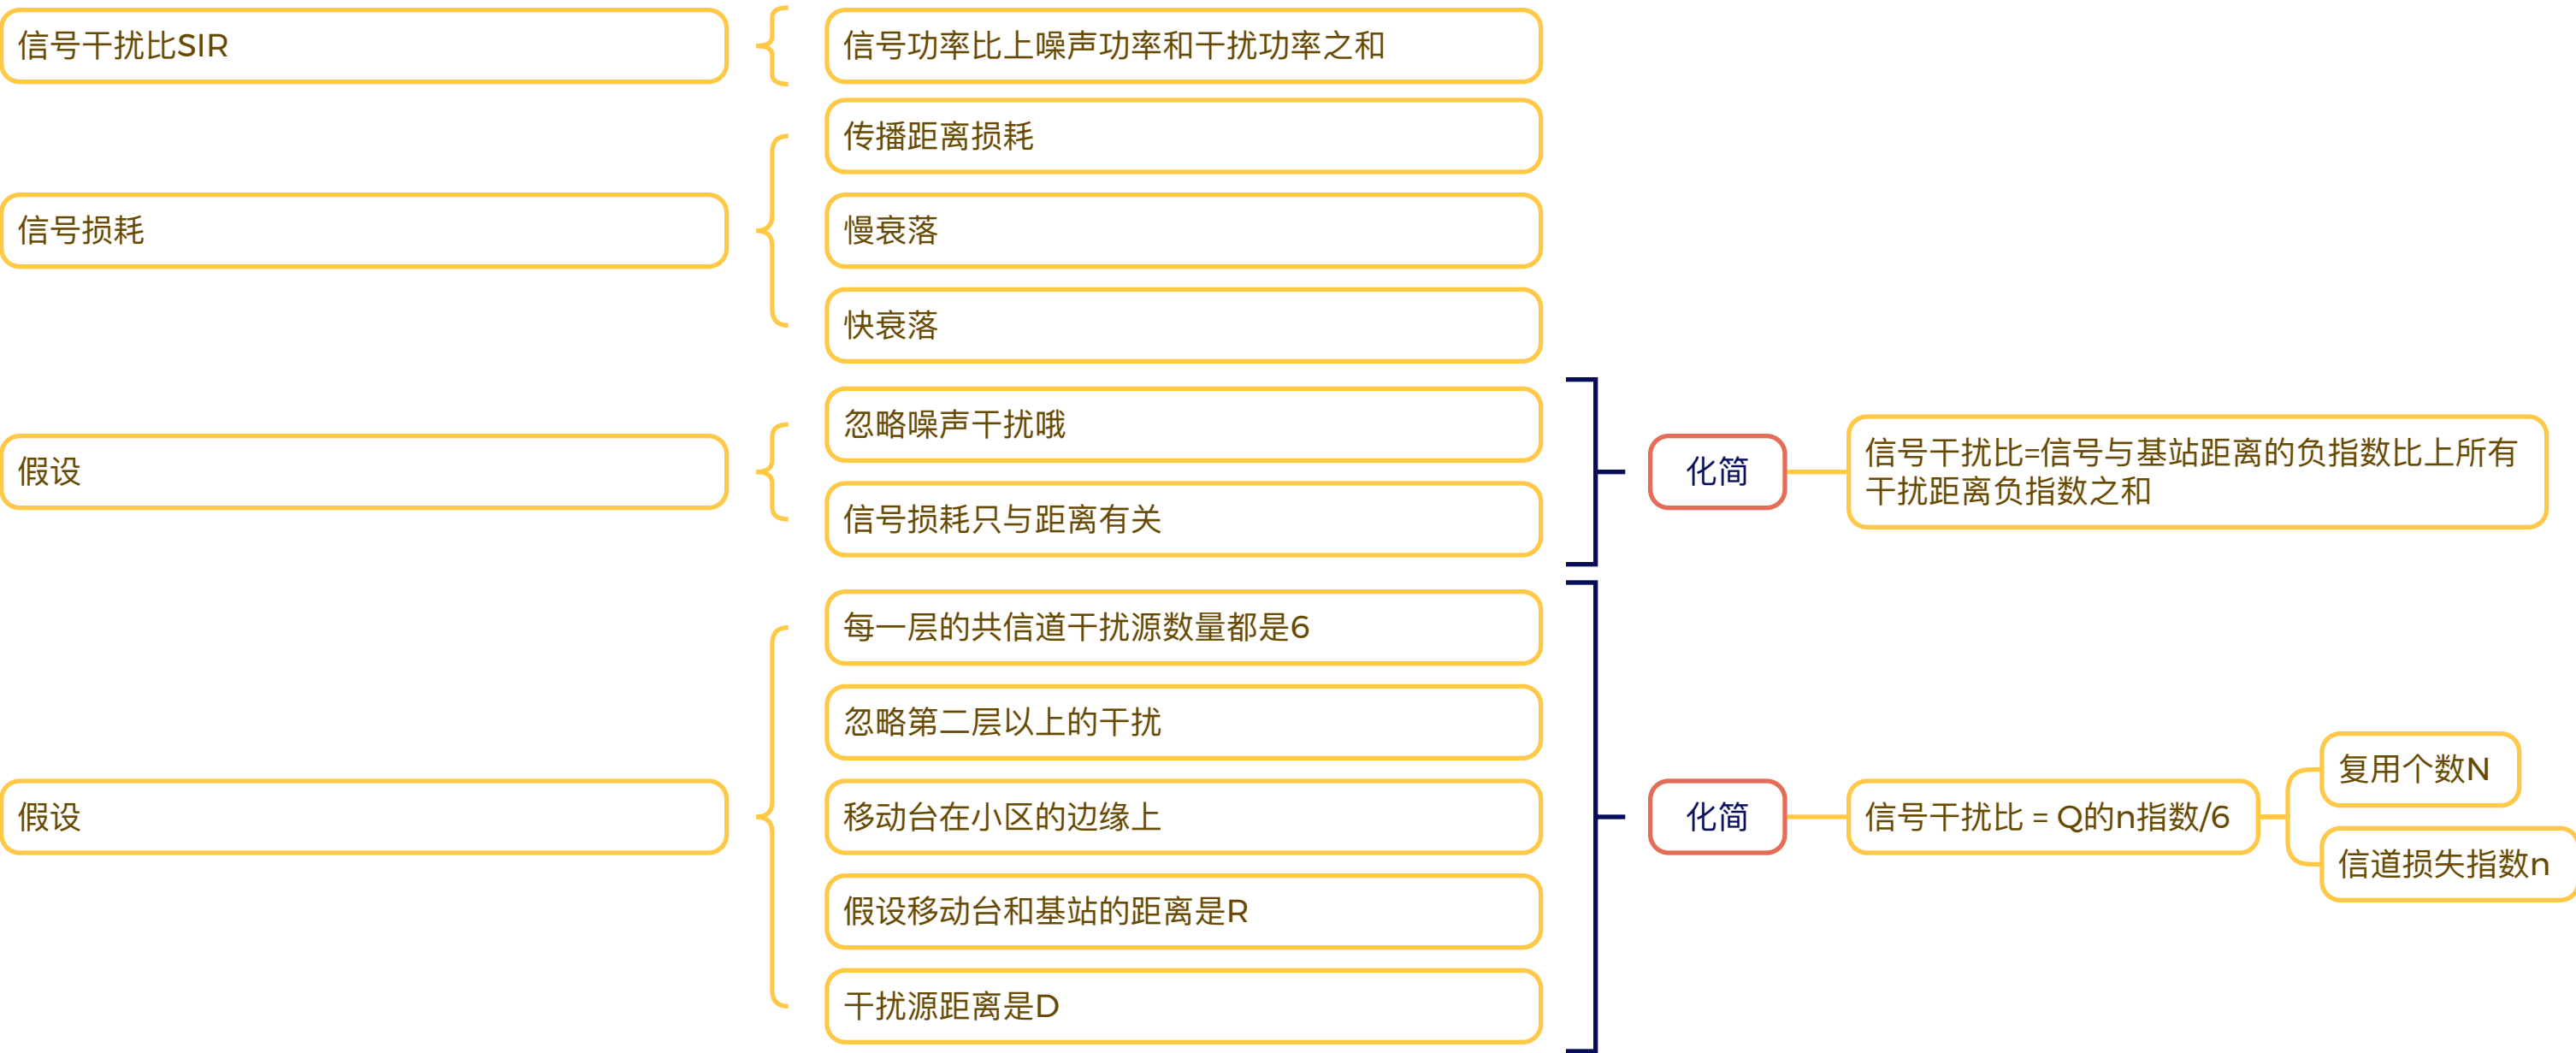 信号干扰比SIR
信号功率比上噪声功率和干扰功率之和
信号损耗
传播距离损耗
慢衰落
快衰落
假设
忽略噪声干扰哦
信号损耗只与距离有关
化简
信号干扰比=信号与基站距离的负指数比上所有
干扰距离负指数之和
假设
每一层的共信道干扰源数量都是6
忽略第二层以上的干扰
移动台在小区的边缘上
假设移动台和基站的距离是R
干扰源距离是D
化简
信号干扰比 = Q的n指数/6
复用个数N
信道损失指数n